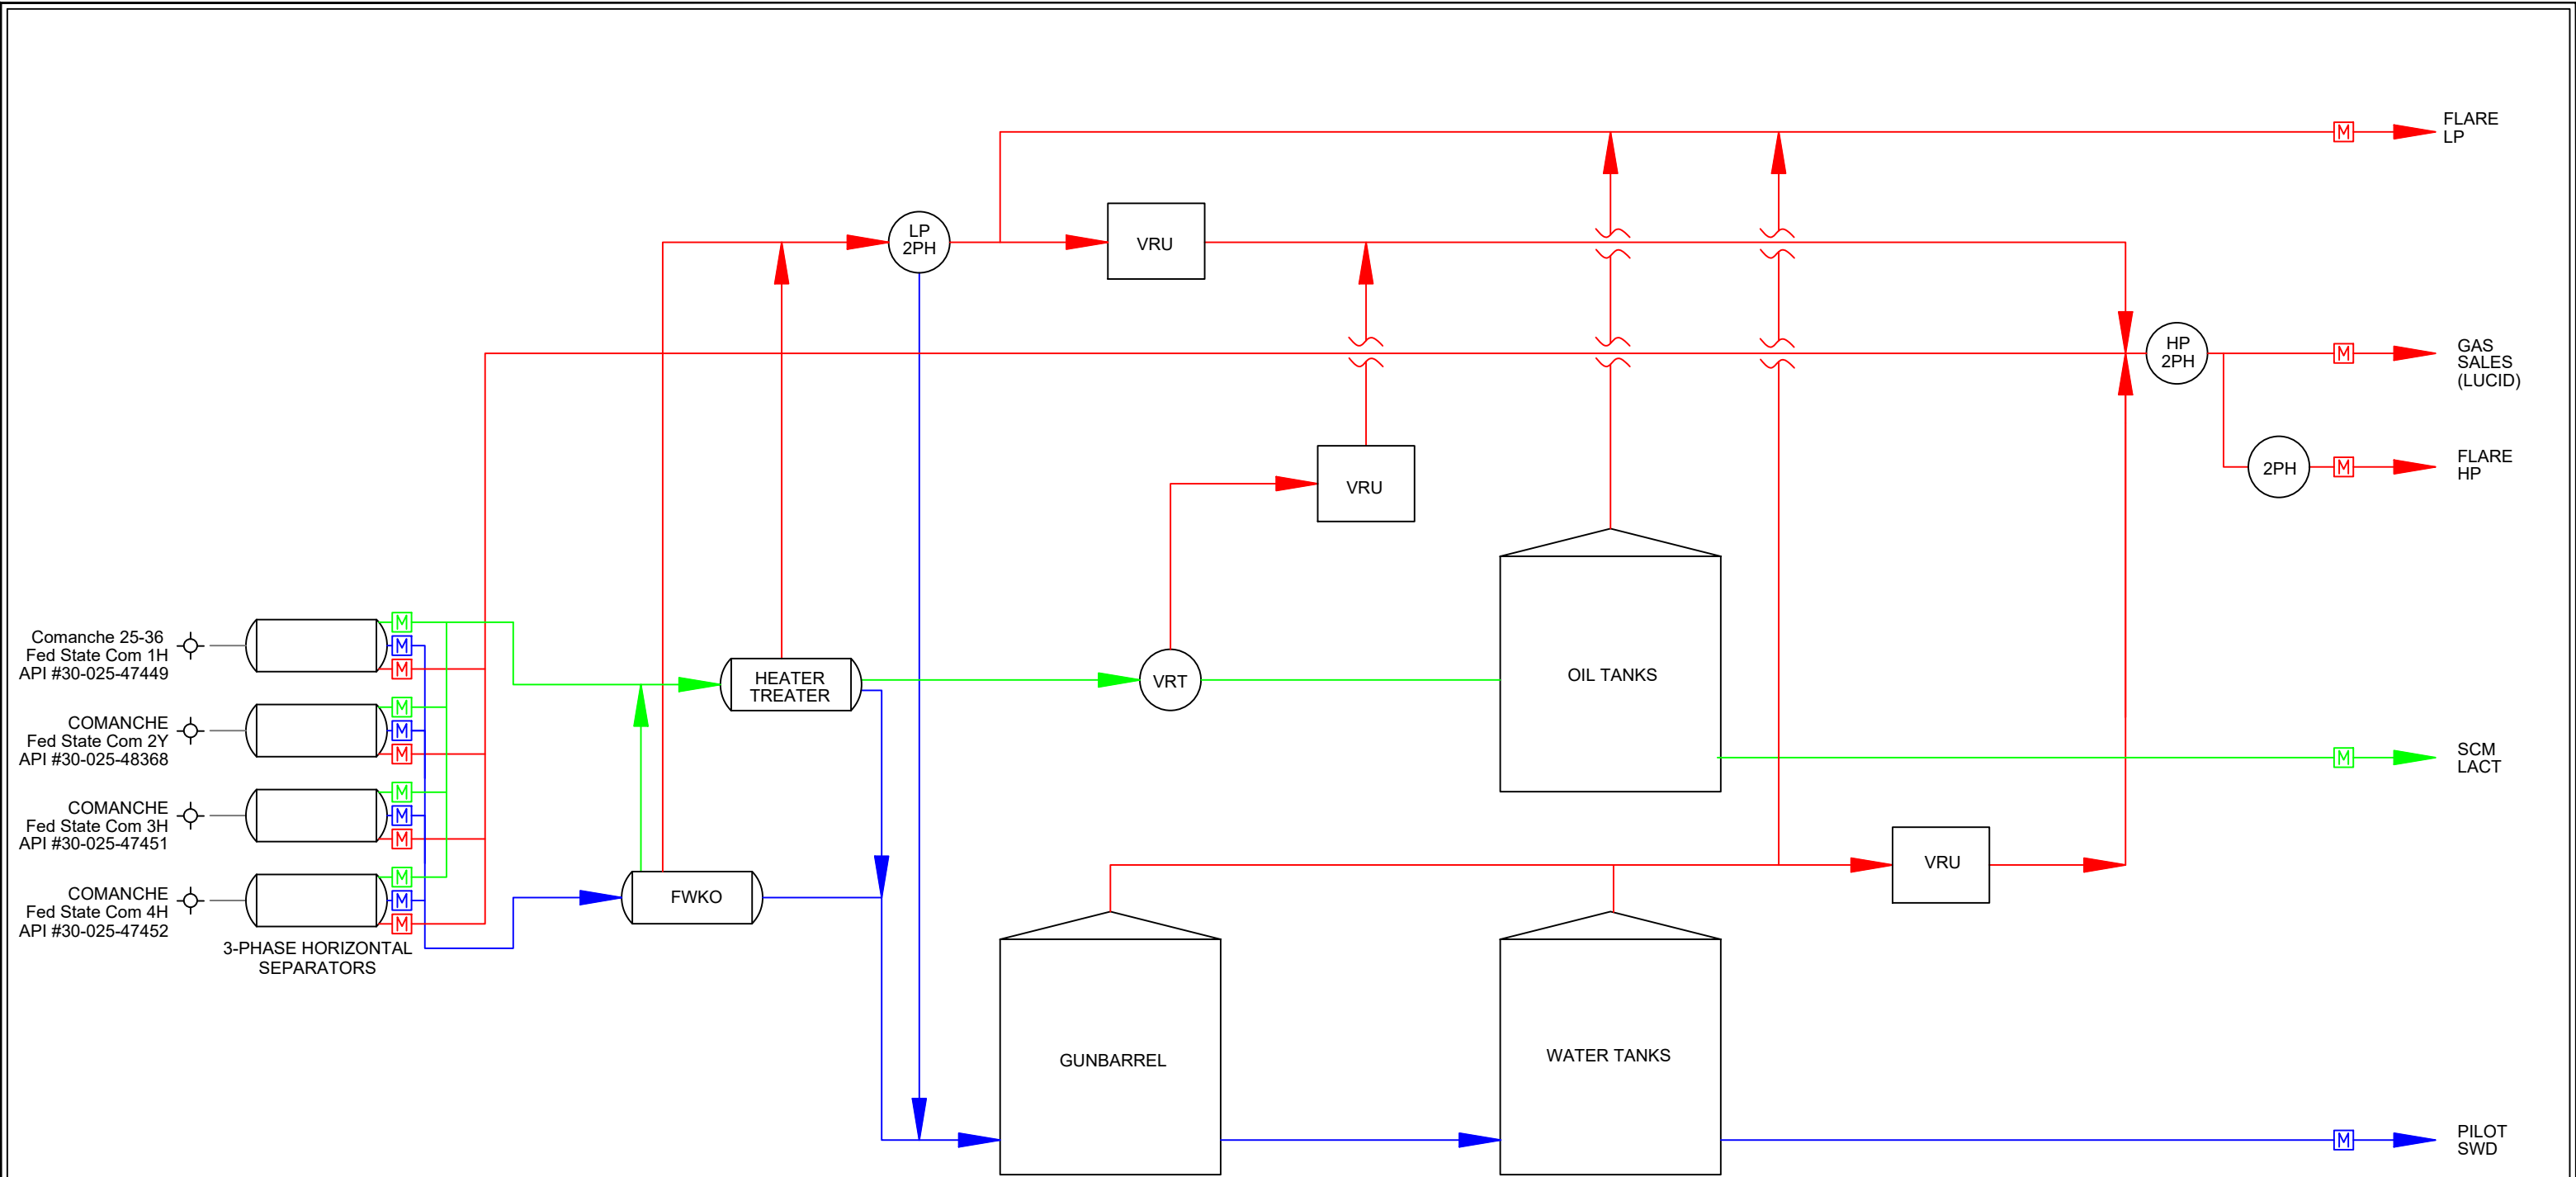 FLARE
LP
LP
2PH
VRU
HP
2PH
GAS
SALES
(LUCID)
M
M
2PH
M
FLARE
HP
VRU
Comanche 25-36
Fed State Com 1H
API #30-025-47449
M
M
M
HEATER
TREATER
VRT
OIL TANKS
COMANCHE
Fed State Com 2Y
API #30-025-48368
M
M
M
M
SCM
LACT
COMANCHE
Fed State Com 3H
API #30-025-47451
M
M
M
COMANCHE
Fed State Com 4H
API #30-025-47452
M
M
M
FWKO
VRU
3-PHASE HORIZONTAL
SEPARATORS
GUNBARREL
WATER TANKS
M
PILOT
SWD